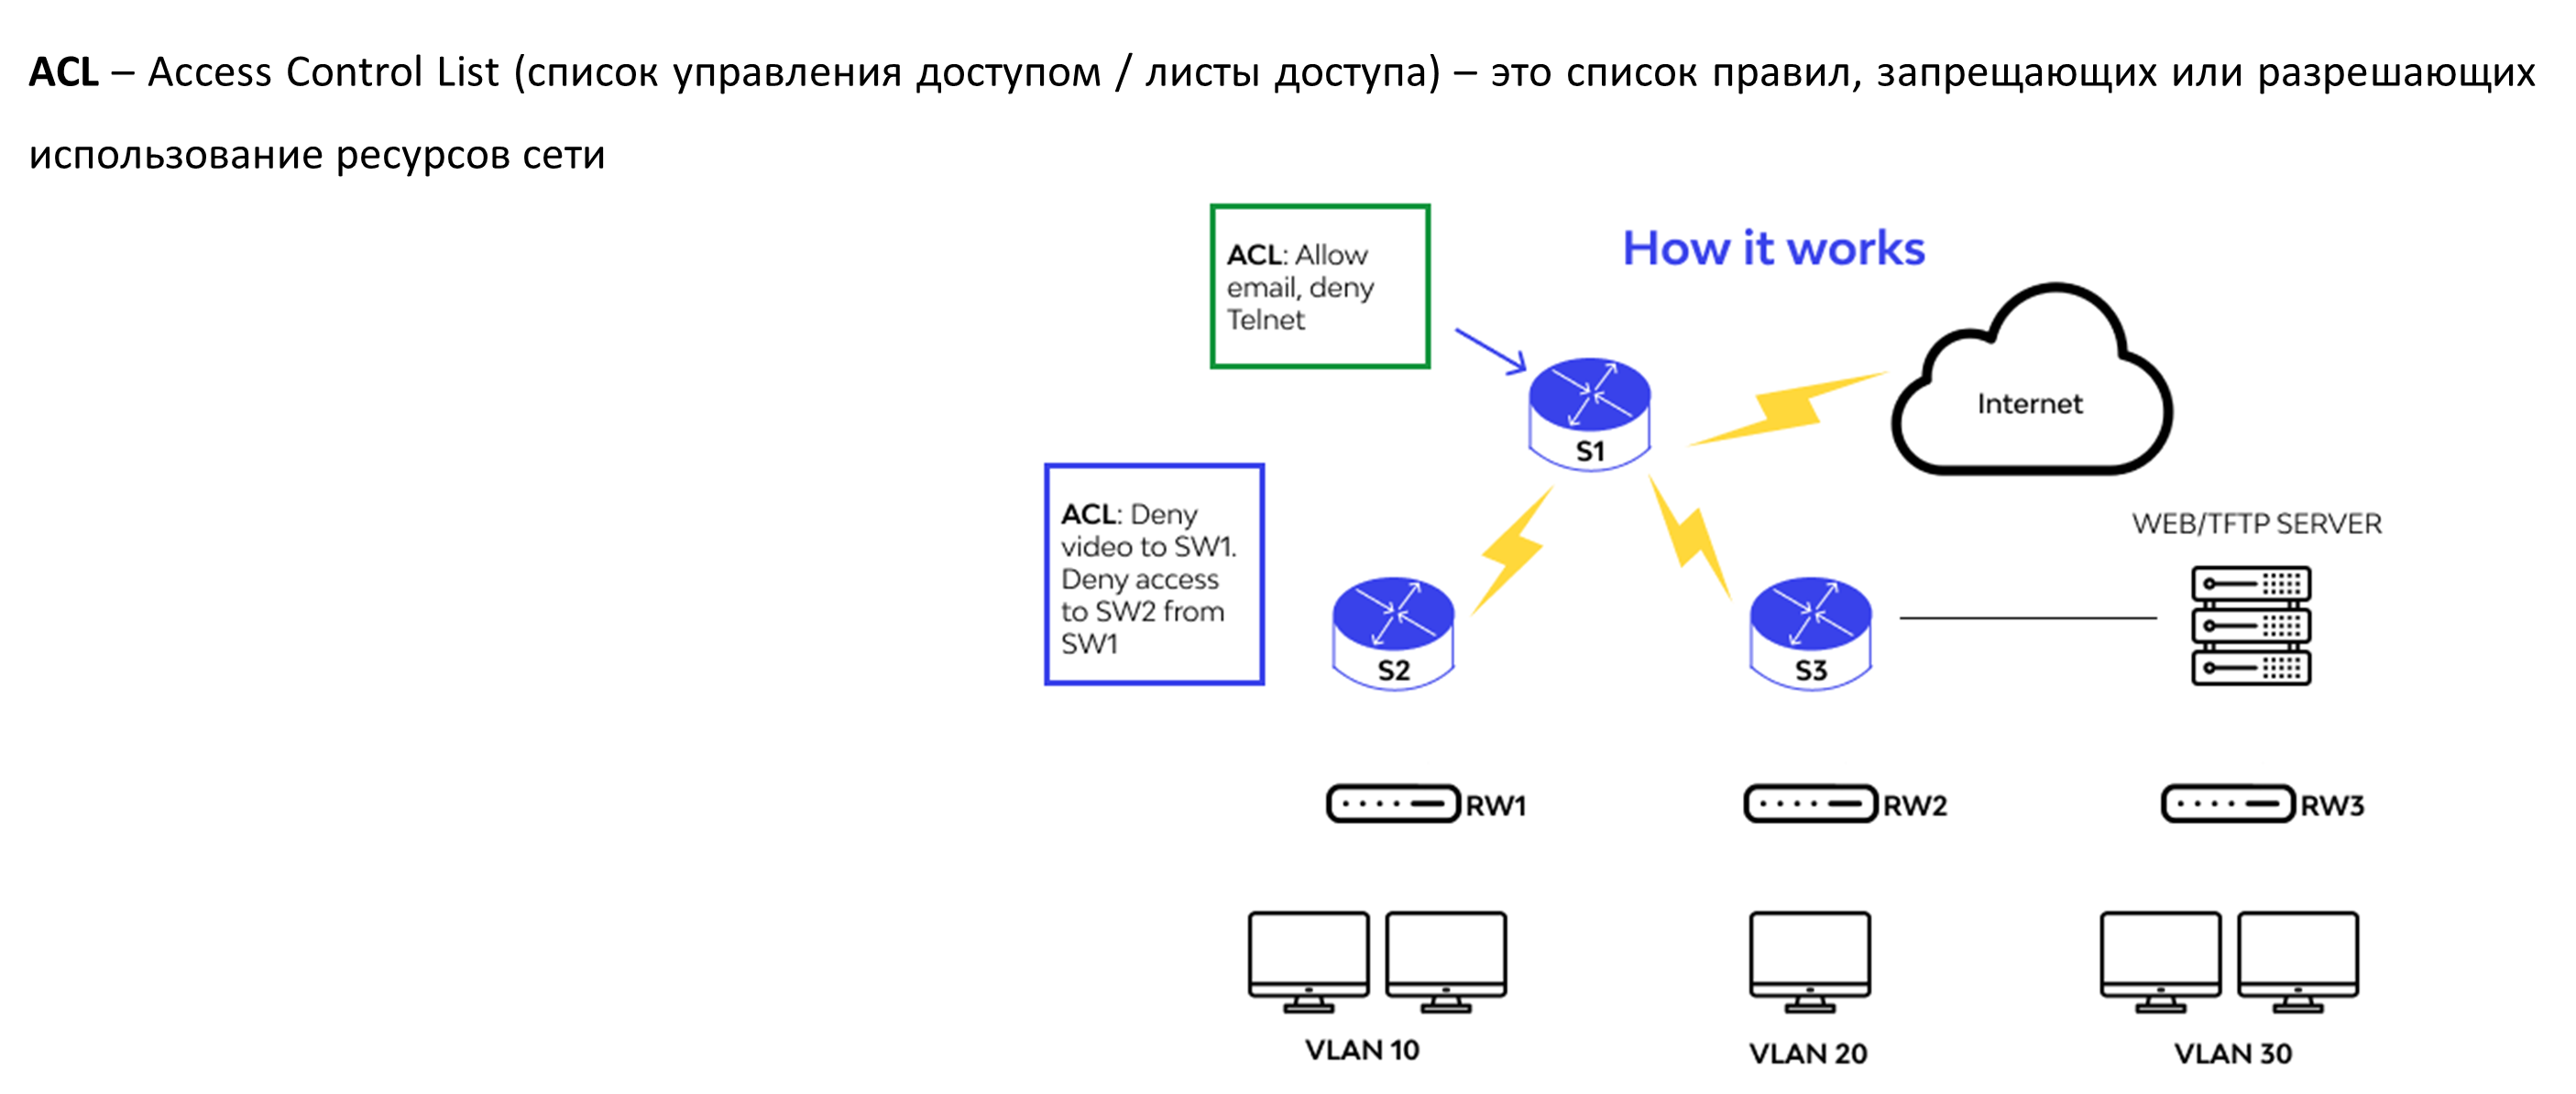 ACL – Access Control List (список управления доступом / листы доступа) – это список правил, запрещающих или разрешающих
использование ресурсов сети
How it works
ACL: Allow
email, deny
Telnet
Internet
S1
ACL: Deny
video to SW1.
Deny access
to SW2 from
SW1
WEB/TFTP SERVER
S2
S3
RW1
RW2
RW3
VLAN 10
VLAN 20
VLAN 30